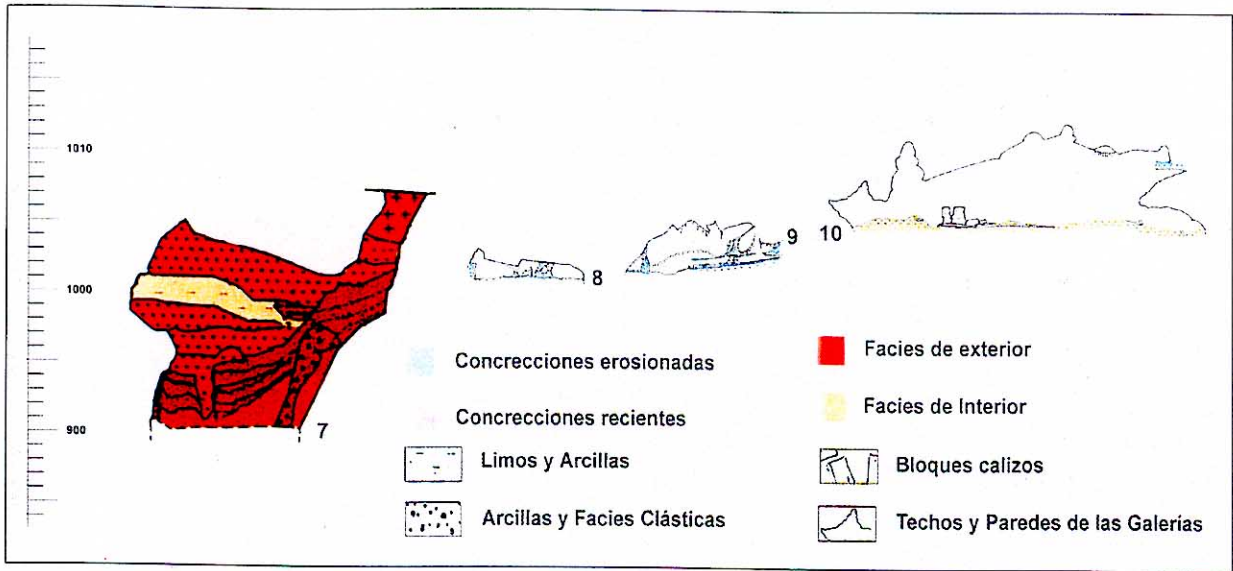 1010
1000
900
7
8
9
10
Concrecciones erosionadas
Concrecciones recientes
Limos y Arcillas
Arcillas y Facies Clásticas
Facies de exterior
Facies de Interior
Bloques calizos
Techos y Paredes de las Galerías